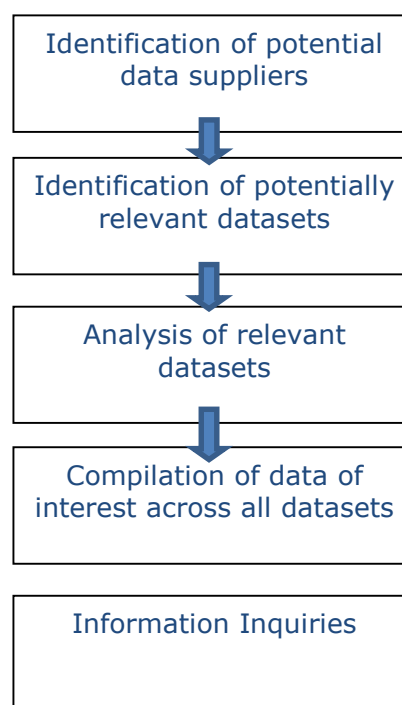 Identification of potential
data suppliers
Identification of potentially
relevant datasets
Analysis of relevant
datasets
Compilation of data of
interest across all datasets
Information Inquiries